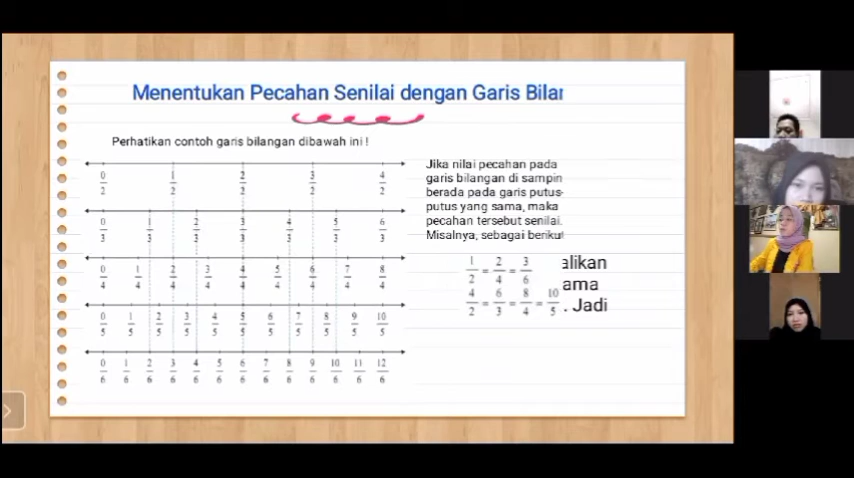 Menentukan Pecahan Senilai dengan Garis Bilan
Perhatikan contoh garis bilangan dibawah ini !
0/2 1/2 2/2 3/2 4/2
0/3 1/3 2/3 3/3 4/3 5/3 6/3
0/4 1/4 2/4 3/4 4/4 5/4 6/4 7/4 8/4
0/5 1/5 2/5 3/5 4/5 5/5 6/5 7/5 8/5 9/5 10/5
0/6 1/6 2/6 3/6 4/6 5/6 6/6 7/6 8/6 9/6 10/6 11/6 12/6
Jika nilai pecahan pada
garis bilangan di sampin
berada pada garis putus-
putus yang sama, maka
pecahan tersebut senilai.
Misalnya, sebagai berikut
1/2 = 2/4 = 3/6
4/2 = 6/3 = 8/4 = 10/5
alikan
ama
. Jadi